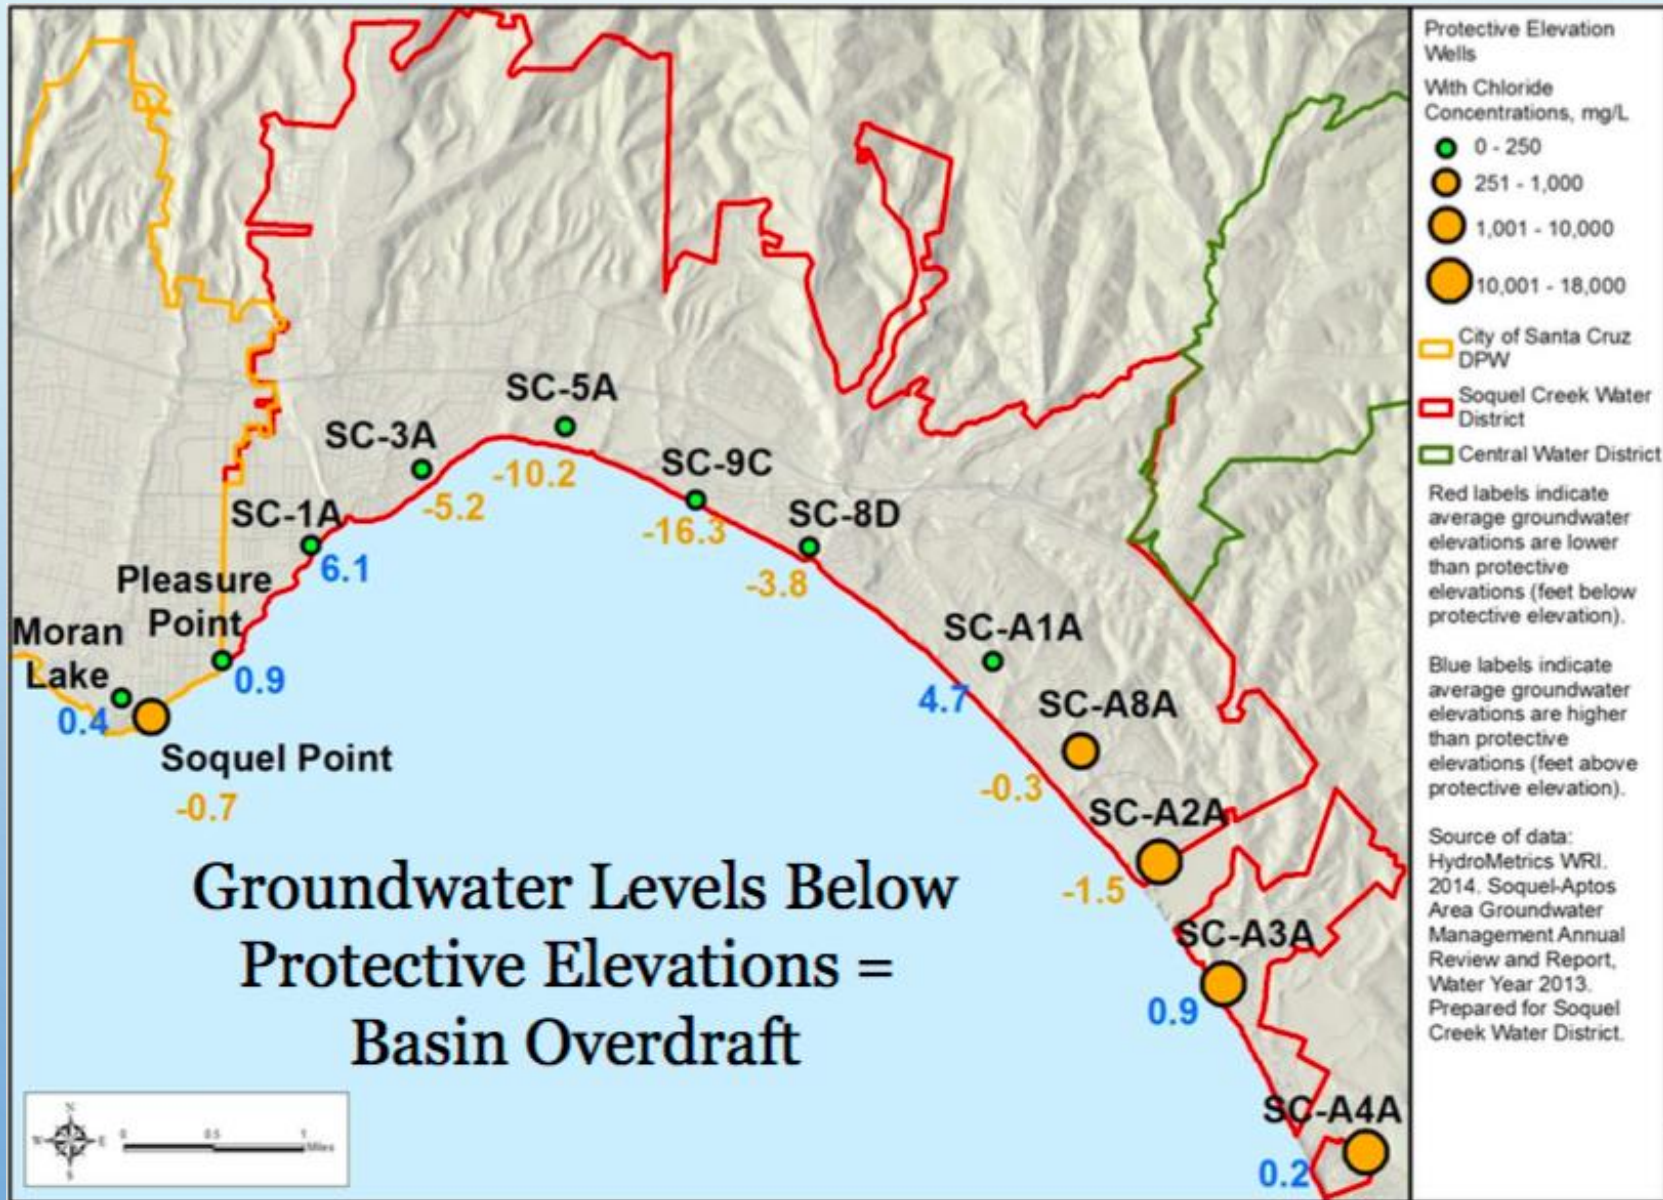 SC-5A
SC-3A
-10.2
SC-9C
-5.2
SC-1A
-16.3
SC-8D
6.1
Pleasure
Point
-3.8
Moran
Lake
SC-A1A
0.9
0.4
4.7
SC-A8A
Soquel Point
-0.3
-0.7
SC-A2A
-1.5
SC-A3A
0.9
SC-A4A
0.2
Groundwater Levels Below
Protective Elevations =
Basin Overdraft
N
W
E
S
0
0.5
1
Miles
Protective Elevation
Wells
With Chloride
Concentrations, mg/L
0 - 250
251 - 1,000
1,001 - 10,000
10,001 - 18,000
City of Santa Cruz
DPW
Soquel Creek Water
District
Central Water District
Red labels indicate
average groundwater
elevations are lower
than protective
elevations (feet below
protective elevation).
Blue labels indicate
average groundwater
elevations are higher
than protective
elevations (feet above
protective elevation).
Source of data:
HydroMetrics WRI.
2014. Soquel-Aptos
Area Groundwater
Management Annual
Review and Report,
Water Year 2013.
Prepared for Soquel
Creek Water District.